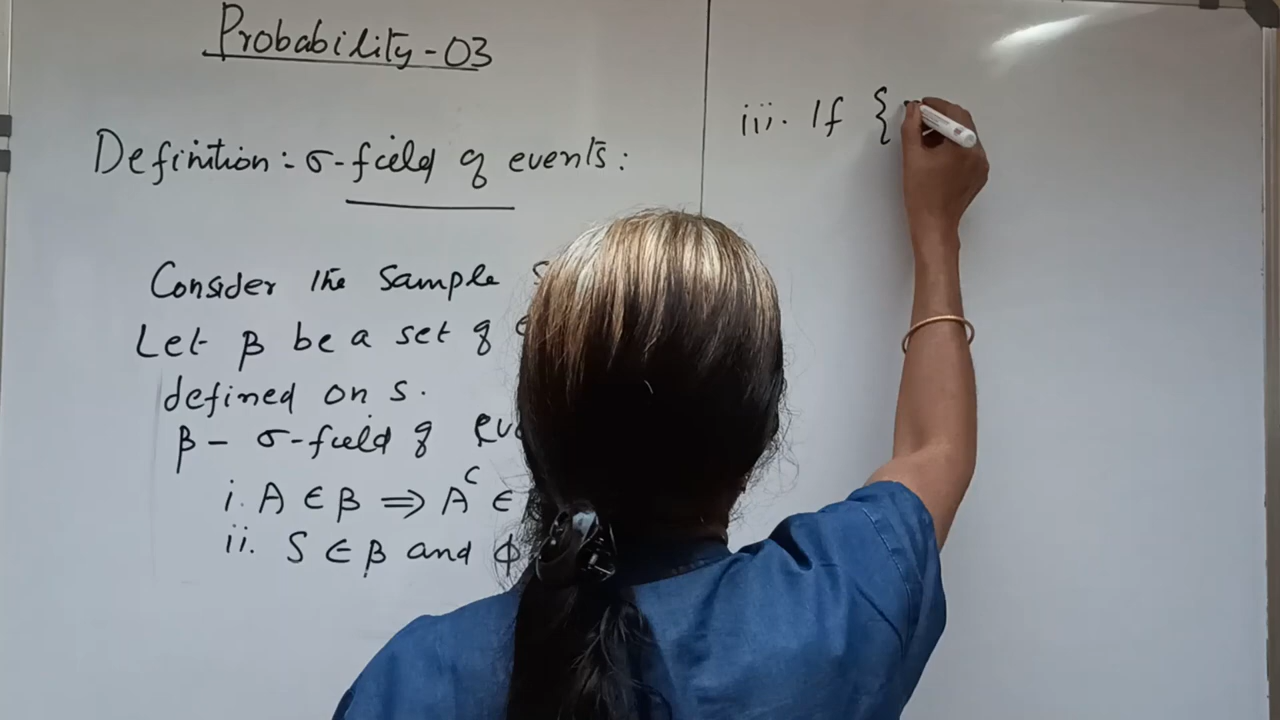 Probability-03
Definition:- σ-field of events:
Consider the Sample
Let β be a set of
defined on S.
β - σ-field of
i. A ∈ β ⇒ A^C ∈
ii. S ∈ β and ϕ
iii. If {